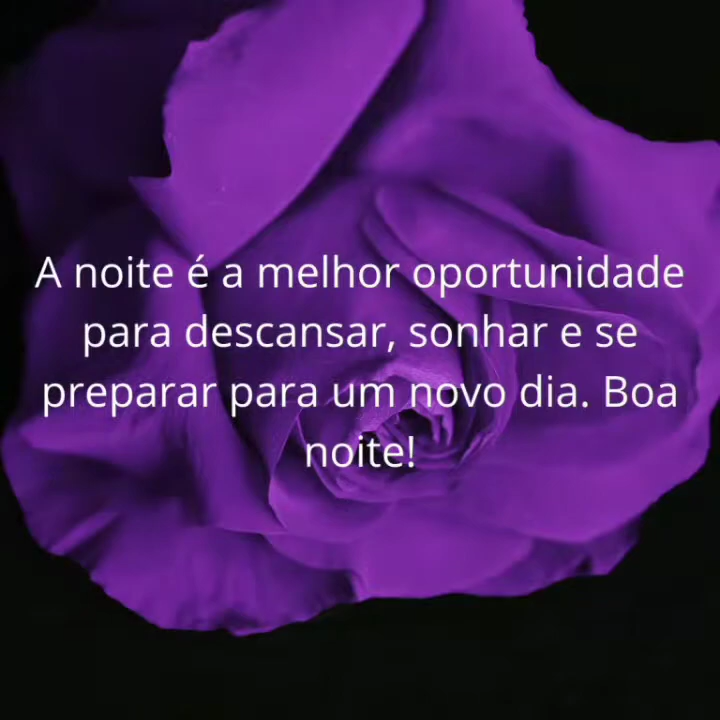 A noite é a melhor oportunidade
para descansar, sonhar e se
preparar para um novo dia. Boa
noite!